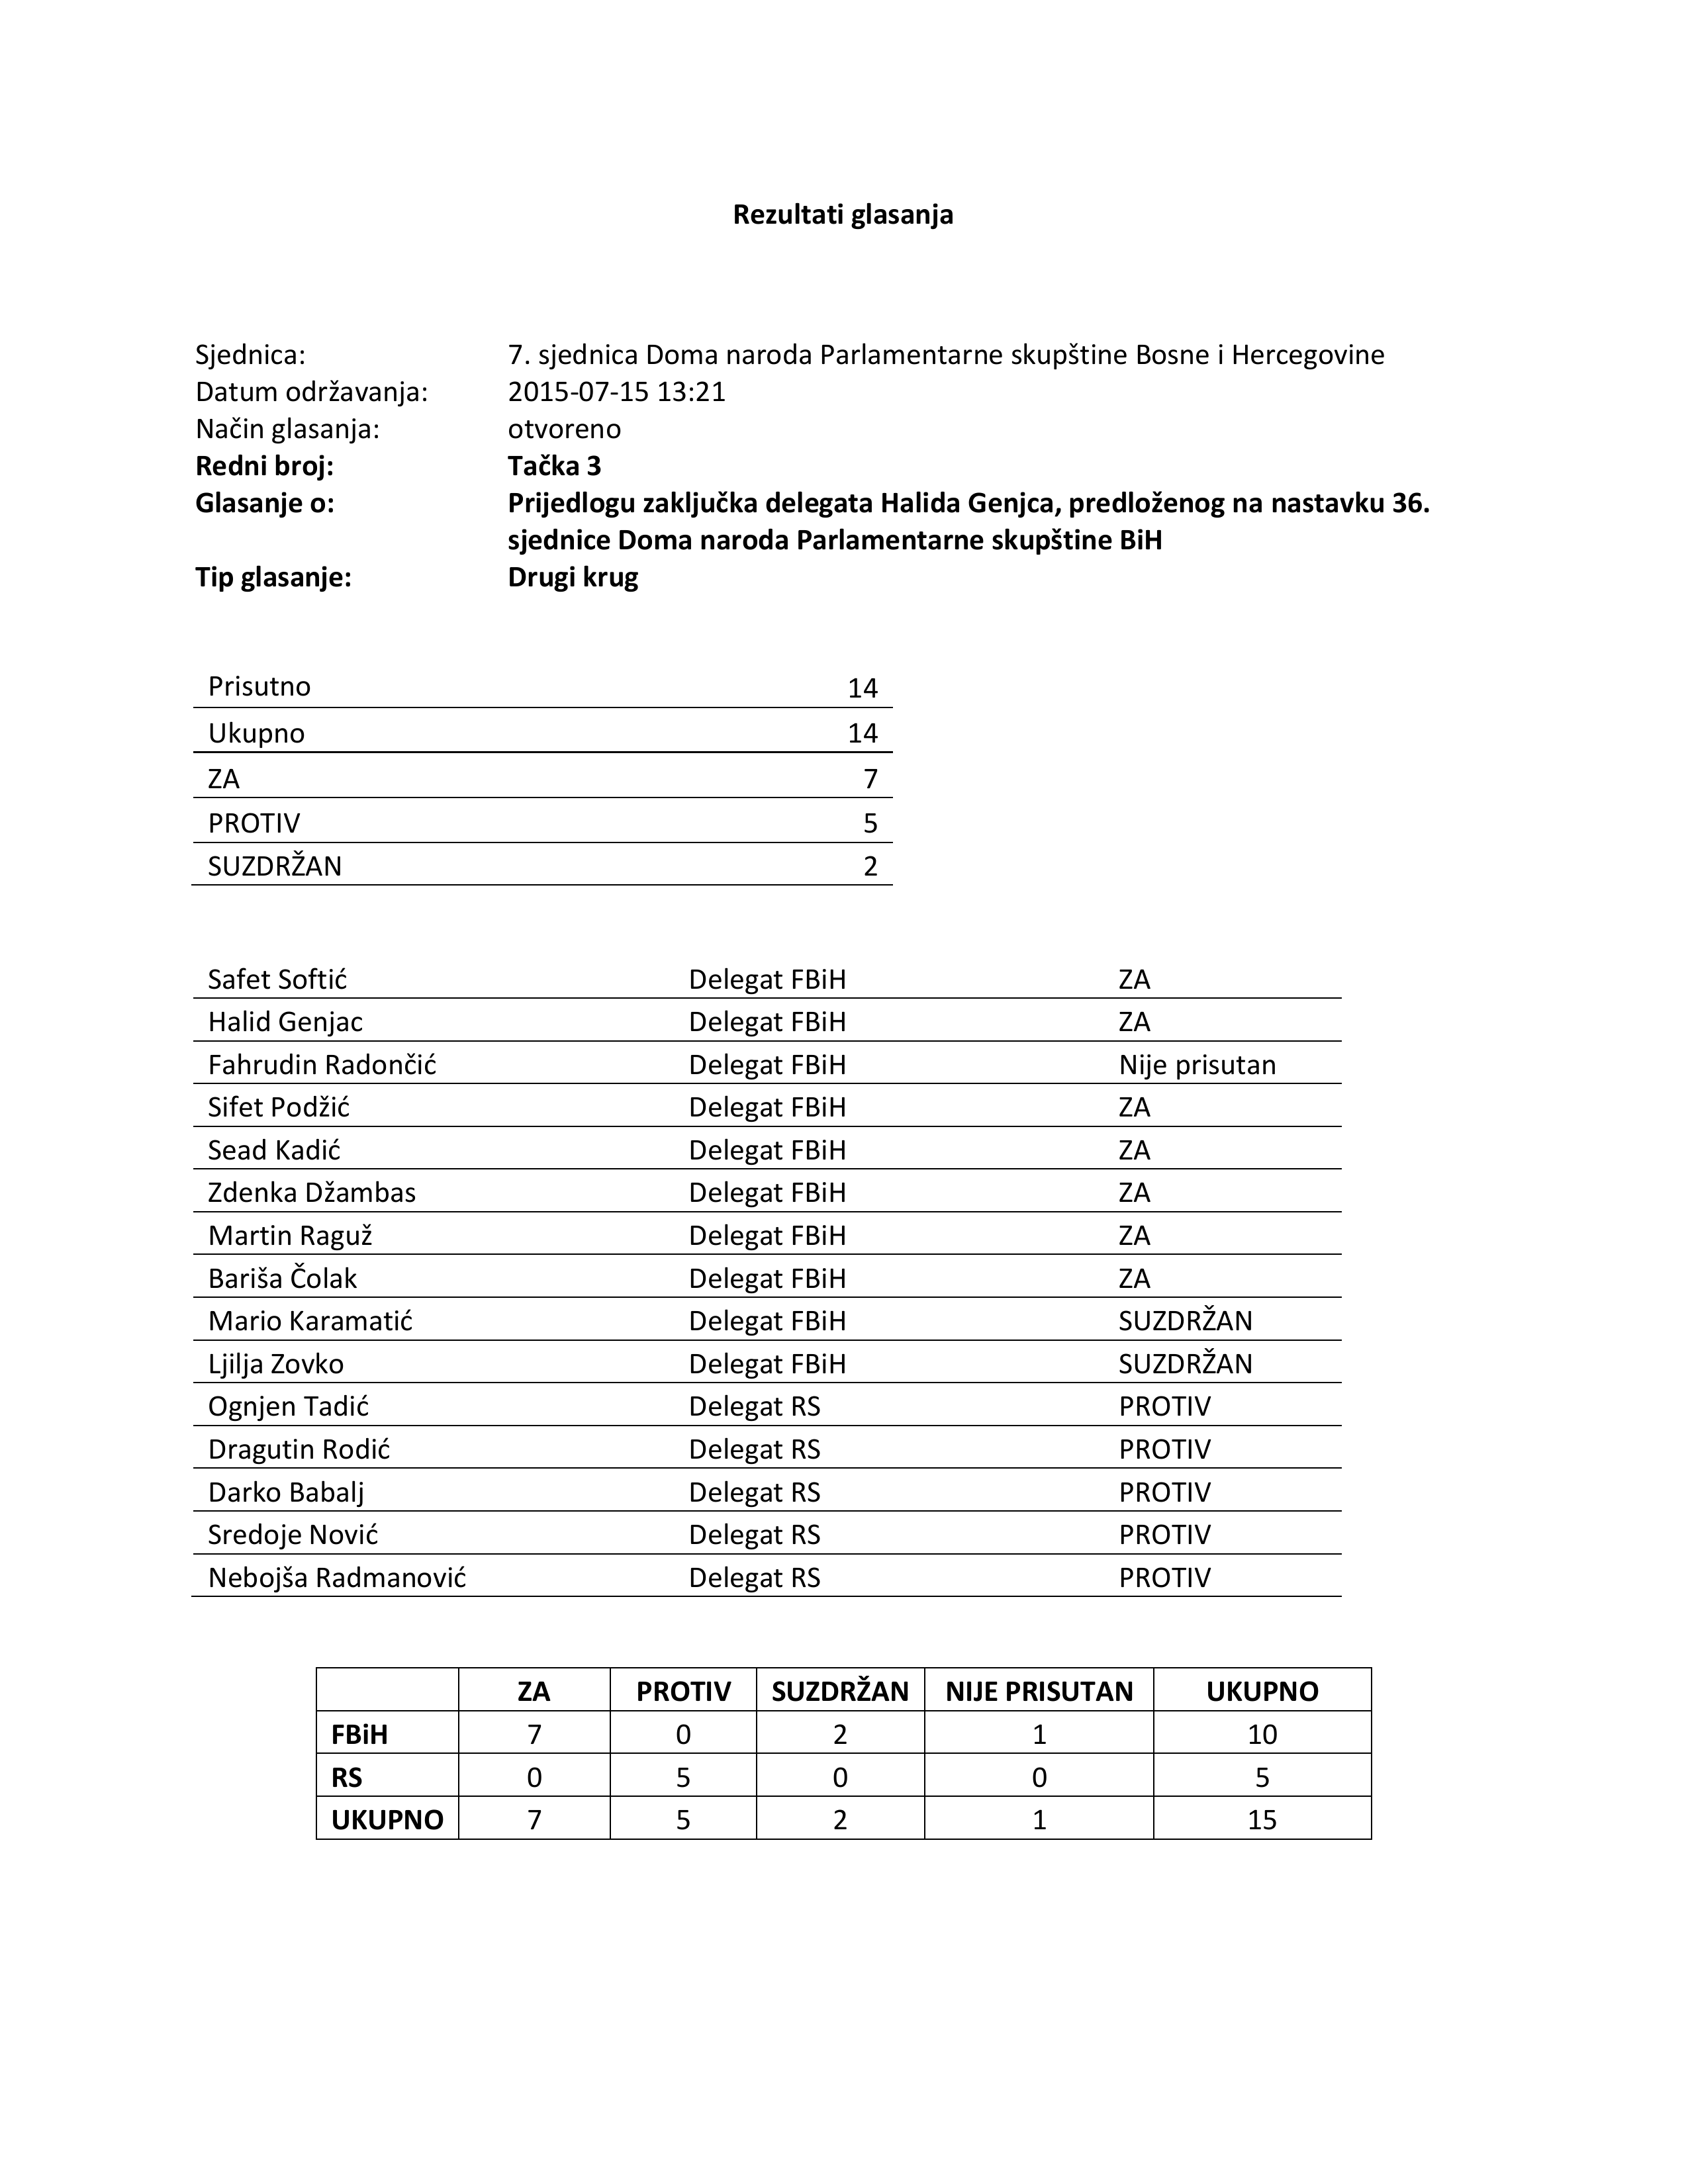 Rezultati glasanja
Sjednica: 7. sjednica Doma naroda Parlamentarne skupštine Bosne i Hercegovine
Datum održavanja: 2015-07-15 13:21
Način glasanja: otvoreno
Redni broj: Tačka 3
Glasanje o: Prijedlogu zaključka delegata Halida Genjca, predloženog na nastavku 36.
sjednice Doma naroda Parlamentarne skupštine BiH
Tip glasanje: Drugi krug
Prisutno 14
Ukupno 14
ZA 7
PROTIV 5
SUZDRŽAN 2
Safet Softić Delegat FBiH ZA
Halid Genjac Delegat FBiH ZA
Fahrudin Radončić Delegat FBiH Nije prisutan
Sifet Podžić Delegat FBiH ZA
Sead Kadić Delegat FBiH ZA
Zdenka Džambas Delegat FBiH ZA
Martin Raguž Delegat FBiH ZA
Bariša Čolak Delegat FBiH ZA
Mario Karamatić Delegat FBiH SUZDRŽAN
Ljilja Zovko Delegat FBiH SUZDRŽAN
Ognjen Tadić Delegat RS PROTIV
Dragutin Rodić Delegat RS PROTIV
Darko Babalj Delegat RS PROTIV
Sredoje Nović Delegat RS PROTIV
Nebojša Radmanović Delegat RS PROTIV
ZA PROTIV SUZDRŽAN NIJE PRISUTAN UKUPNO
FBiH 7 0 2 1 10
RS 0 5 0 0 5
UKUPNO 7 5 2 1 15